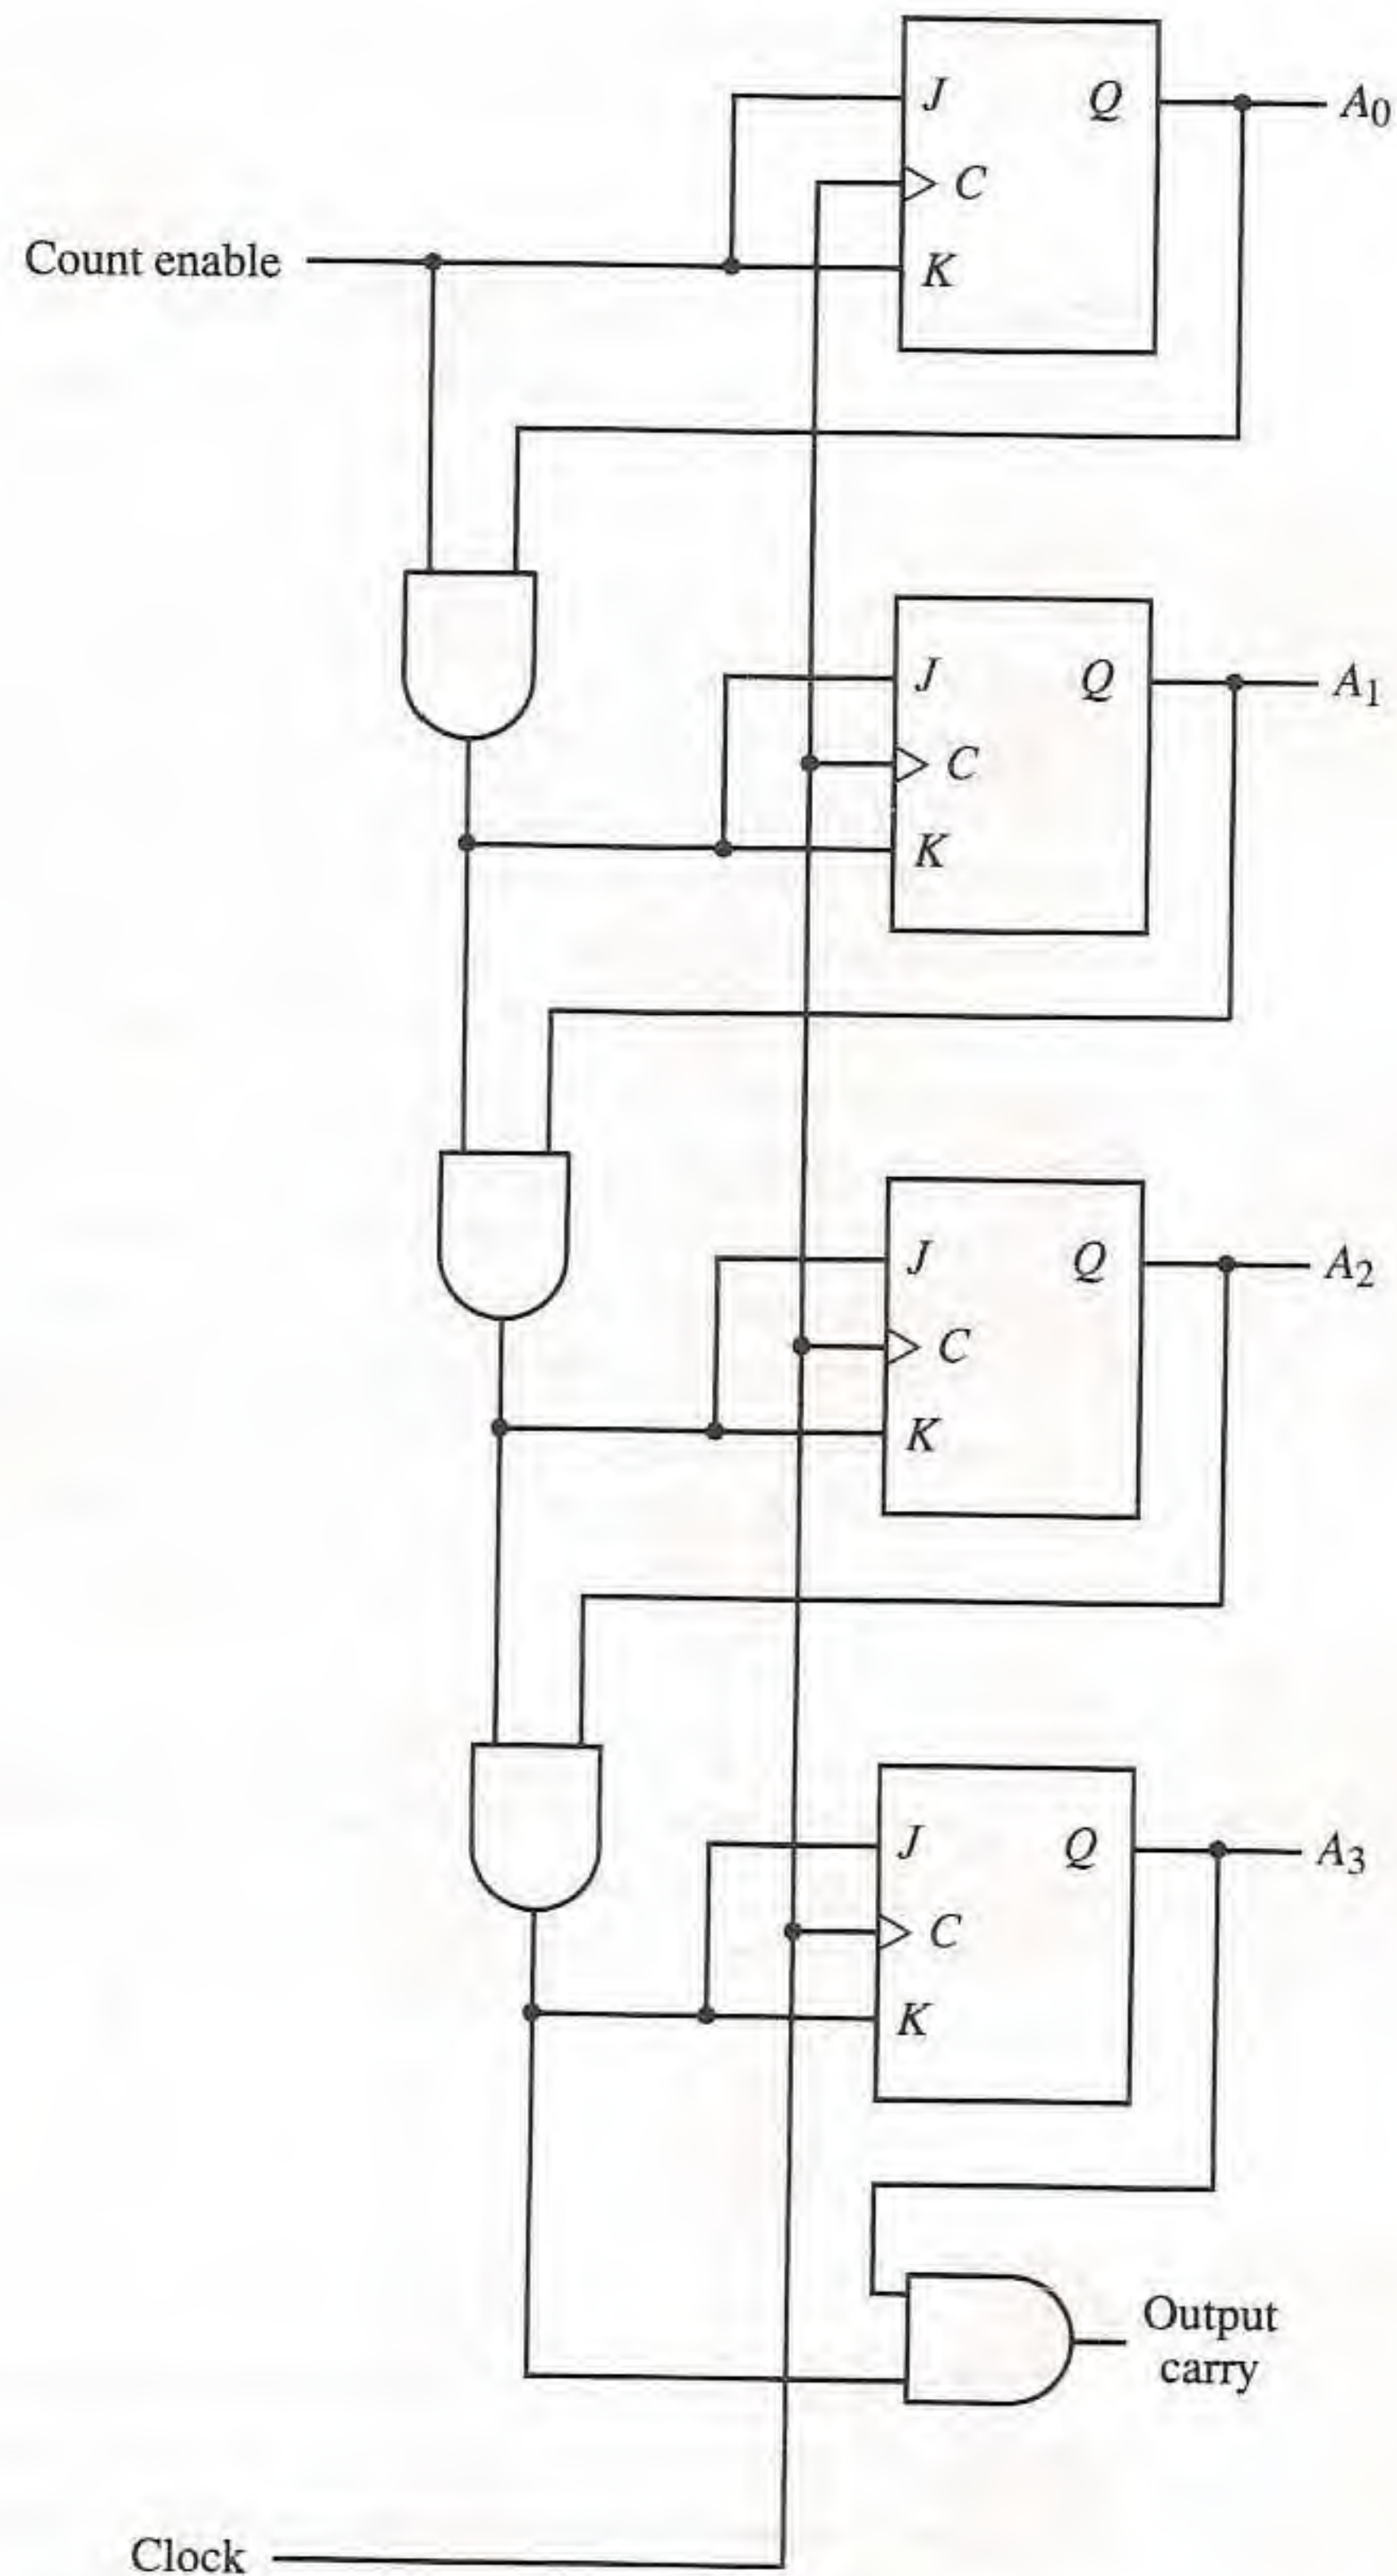 J Q A0
C
Count enable K
J Q A1
C
K
J Q A2
C
K
J Q A3
C
K
Output
carry
Clock